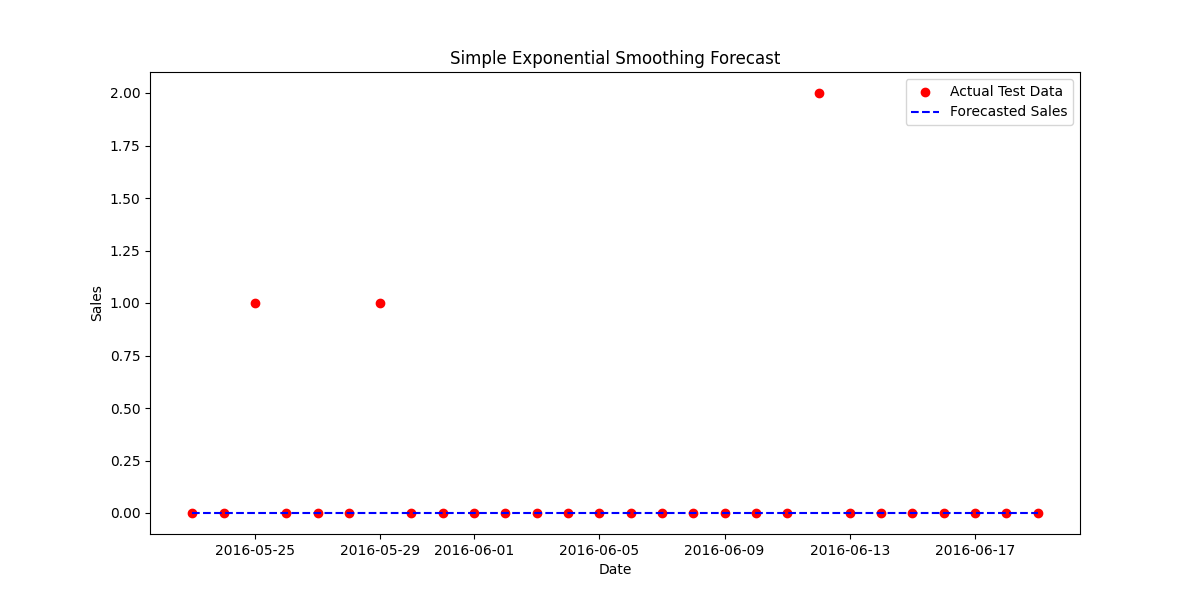 Simple Exponential Smoothing Forecast
Actual Test Data
Forecasted Sales
2.00
1.75
1.50
1.25
1.00
0.75
0.50
0.25
0.00
Sales
2016-05-25 2016-05-29 2016-06-01 2016-06-05 2016-06-09 2016-06-13 2016-06-17
Date